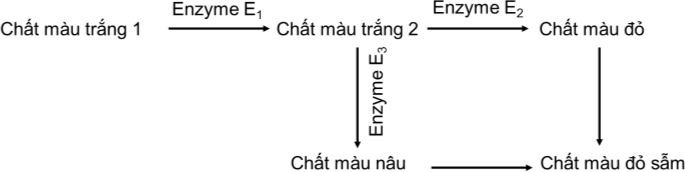 Enzyme E₁
Enzyme E₂
Chất màu trắng 1
Chất màu trắng 2
Chất màu đỏ
Enzyme E₃
Chất màu nâu
Chất màu đỏ sẫm